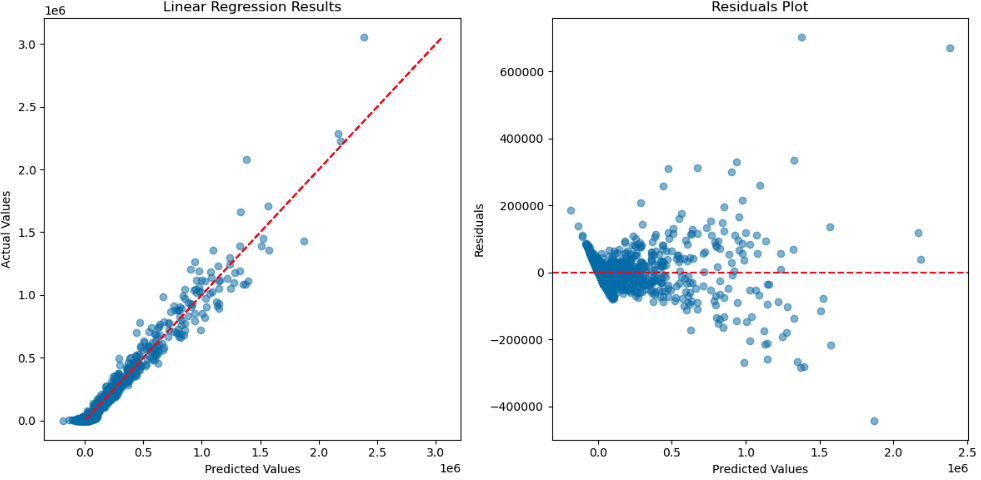 Linear Regression Results
1e6
3.0
2.5
2.0
1.5
1.0
0.5
0.0
Actual Values
0.0 0.5 1.0 1.5 2.0 2.5 3.0
Predicted Values
1e6
Residuals Plot
600000
400000
200000
0
−200000
−400000
Residuals
0.0 0.5 1.0 1.5 2.0 2.5
Predicted Values
1e6